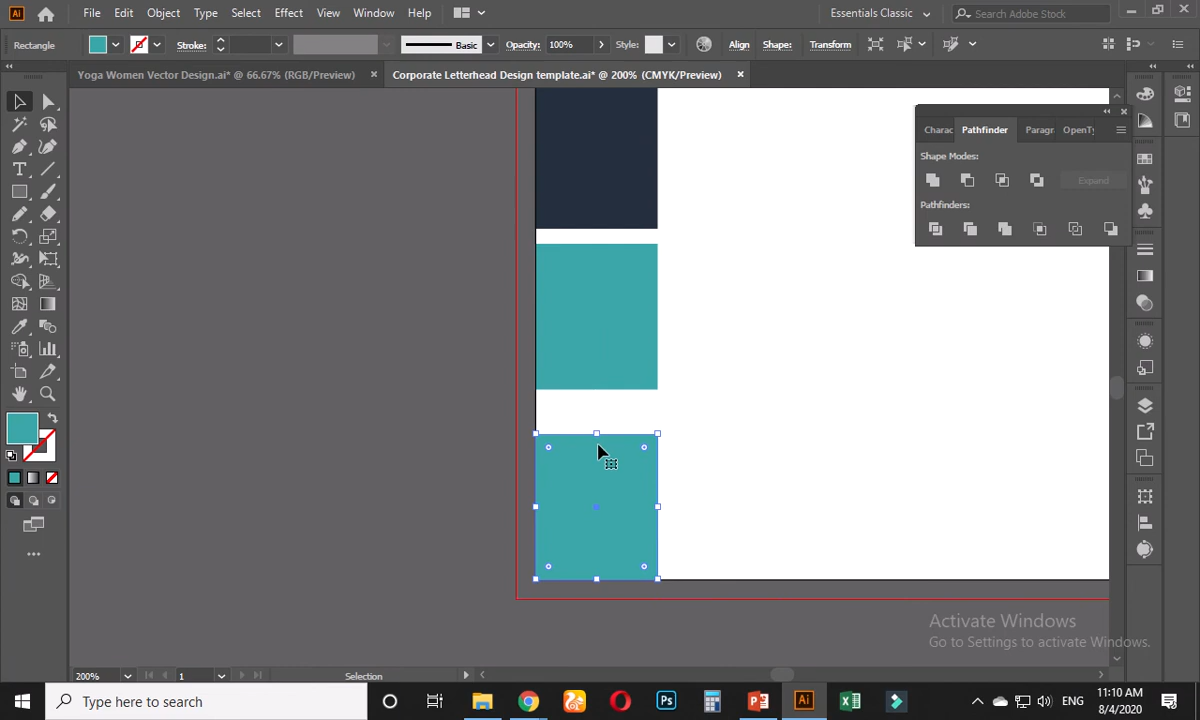 Ai File Edit Object Type Select Effect View Window Help Essentials Classic Search Adobe Stock
Rectangle Stroke: Basic Opacity: 100% Style: Align Shape: Transform
Yoga Women Vector Design.ai* @ 66.67% (RGB/Preview) × Corporate Letterhead Design template.ai* @ 200% (CMYK/Preview) ×
Charac Pathfinder Paragr OpenTy
Shape Modes:
Expand
Pathfinders:
Activate Windows
Go to Settings to activate Windows.
200% 1 Selection
Type here to search
Ps
Ai
ENG
11:10 AM
8/4/2020